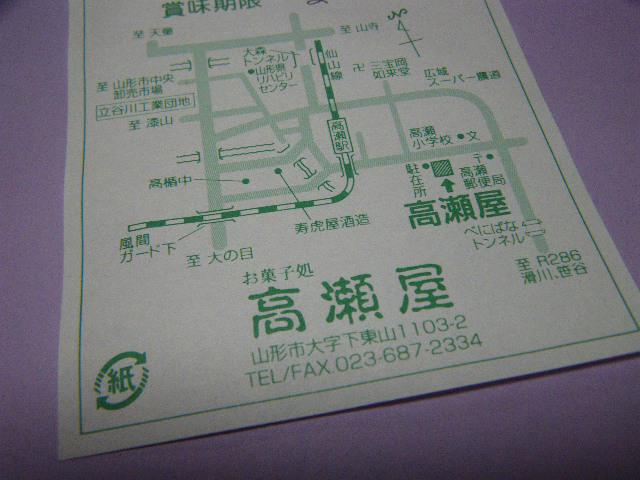 賞味期限
至 天童
至 山寺
大森
トンネル
山形県
リハビリ
センター
仙山線
卍 三宝岡
如来堂
広域
スーパー農道
至 山形市中央
卸売市場
立谷川工業団地
至 漆山
高瀬駅
高瀬
小学校
文
高楯中
駐在所
〒
高瀬
郵便局
高瀬屋
寿虎屋酒造
風間
ガード下
至 大の目
べにばな
トンネル
至 R286
滑川、笹谷
お菓子処
高瀬屋
山形市大字下東山1103-2
TEL/FAX.023-687-2334
紙